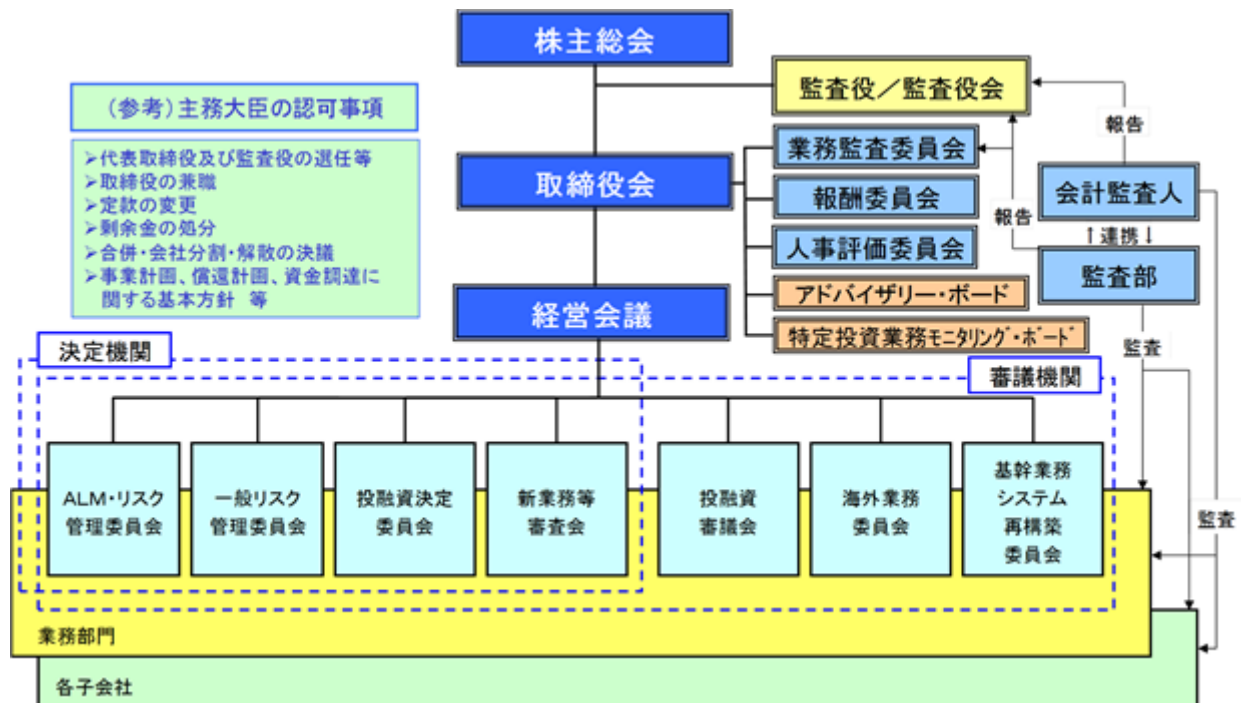 株主総会
監査役／監査役会
(参考)主務大臣の認可事項
報告
➢代表取締役及び監査役の選任等
➢取締役の兼職
➢定款の変更
➢剰余金の処分
➢合併・会社分割・解散の決議
➢事業計画、償還計画、資金調達に
関する基本方針 等
取締役会
業務監査委員会
報酬委員会
人事評価委員会
アドバイザリー・ボード
特定投資業務ﾓﾆﾀﾘﾝｸﾞ・ﾎﾞｰﾄﾞ
会計監査人
報告
↑連携↓
監査部
経営会議
監査
決定機関
審議機関
ALM・リスク
管理委員会
一般リスク
管理委員会
投融資決定
委員会
新業務等
審査会
投融資
審議会
海外業務
委員会
基幹業務
システム
再構築
委員会
監査
業務部門
各子会社